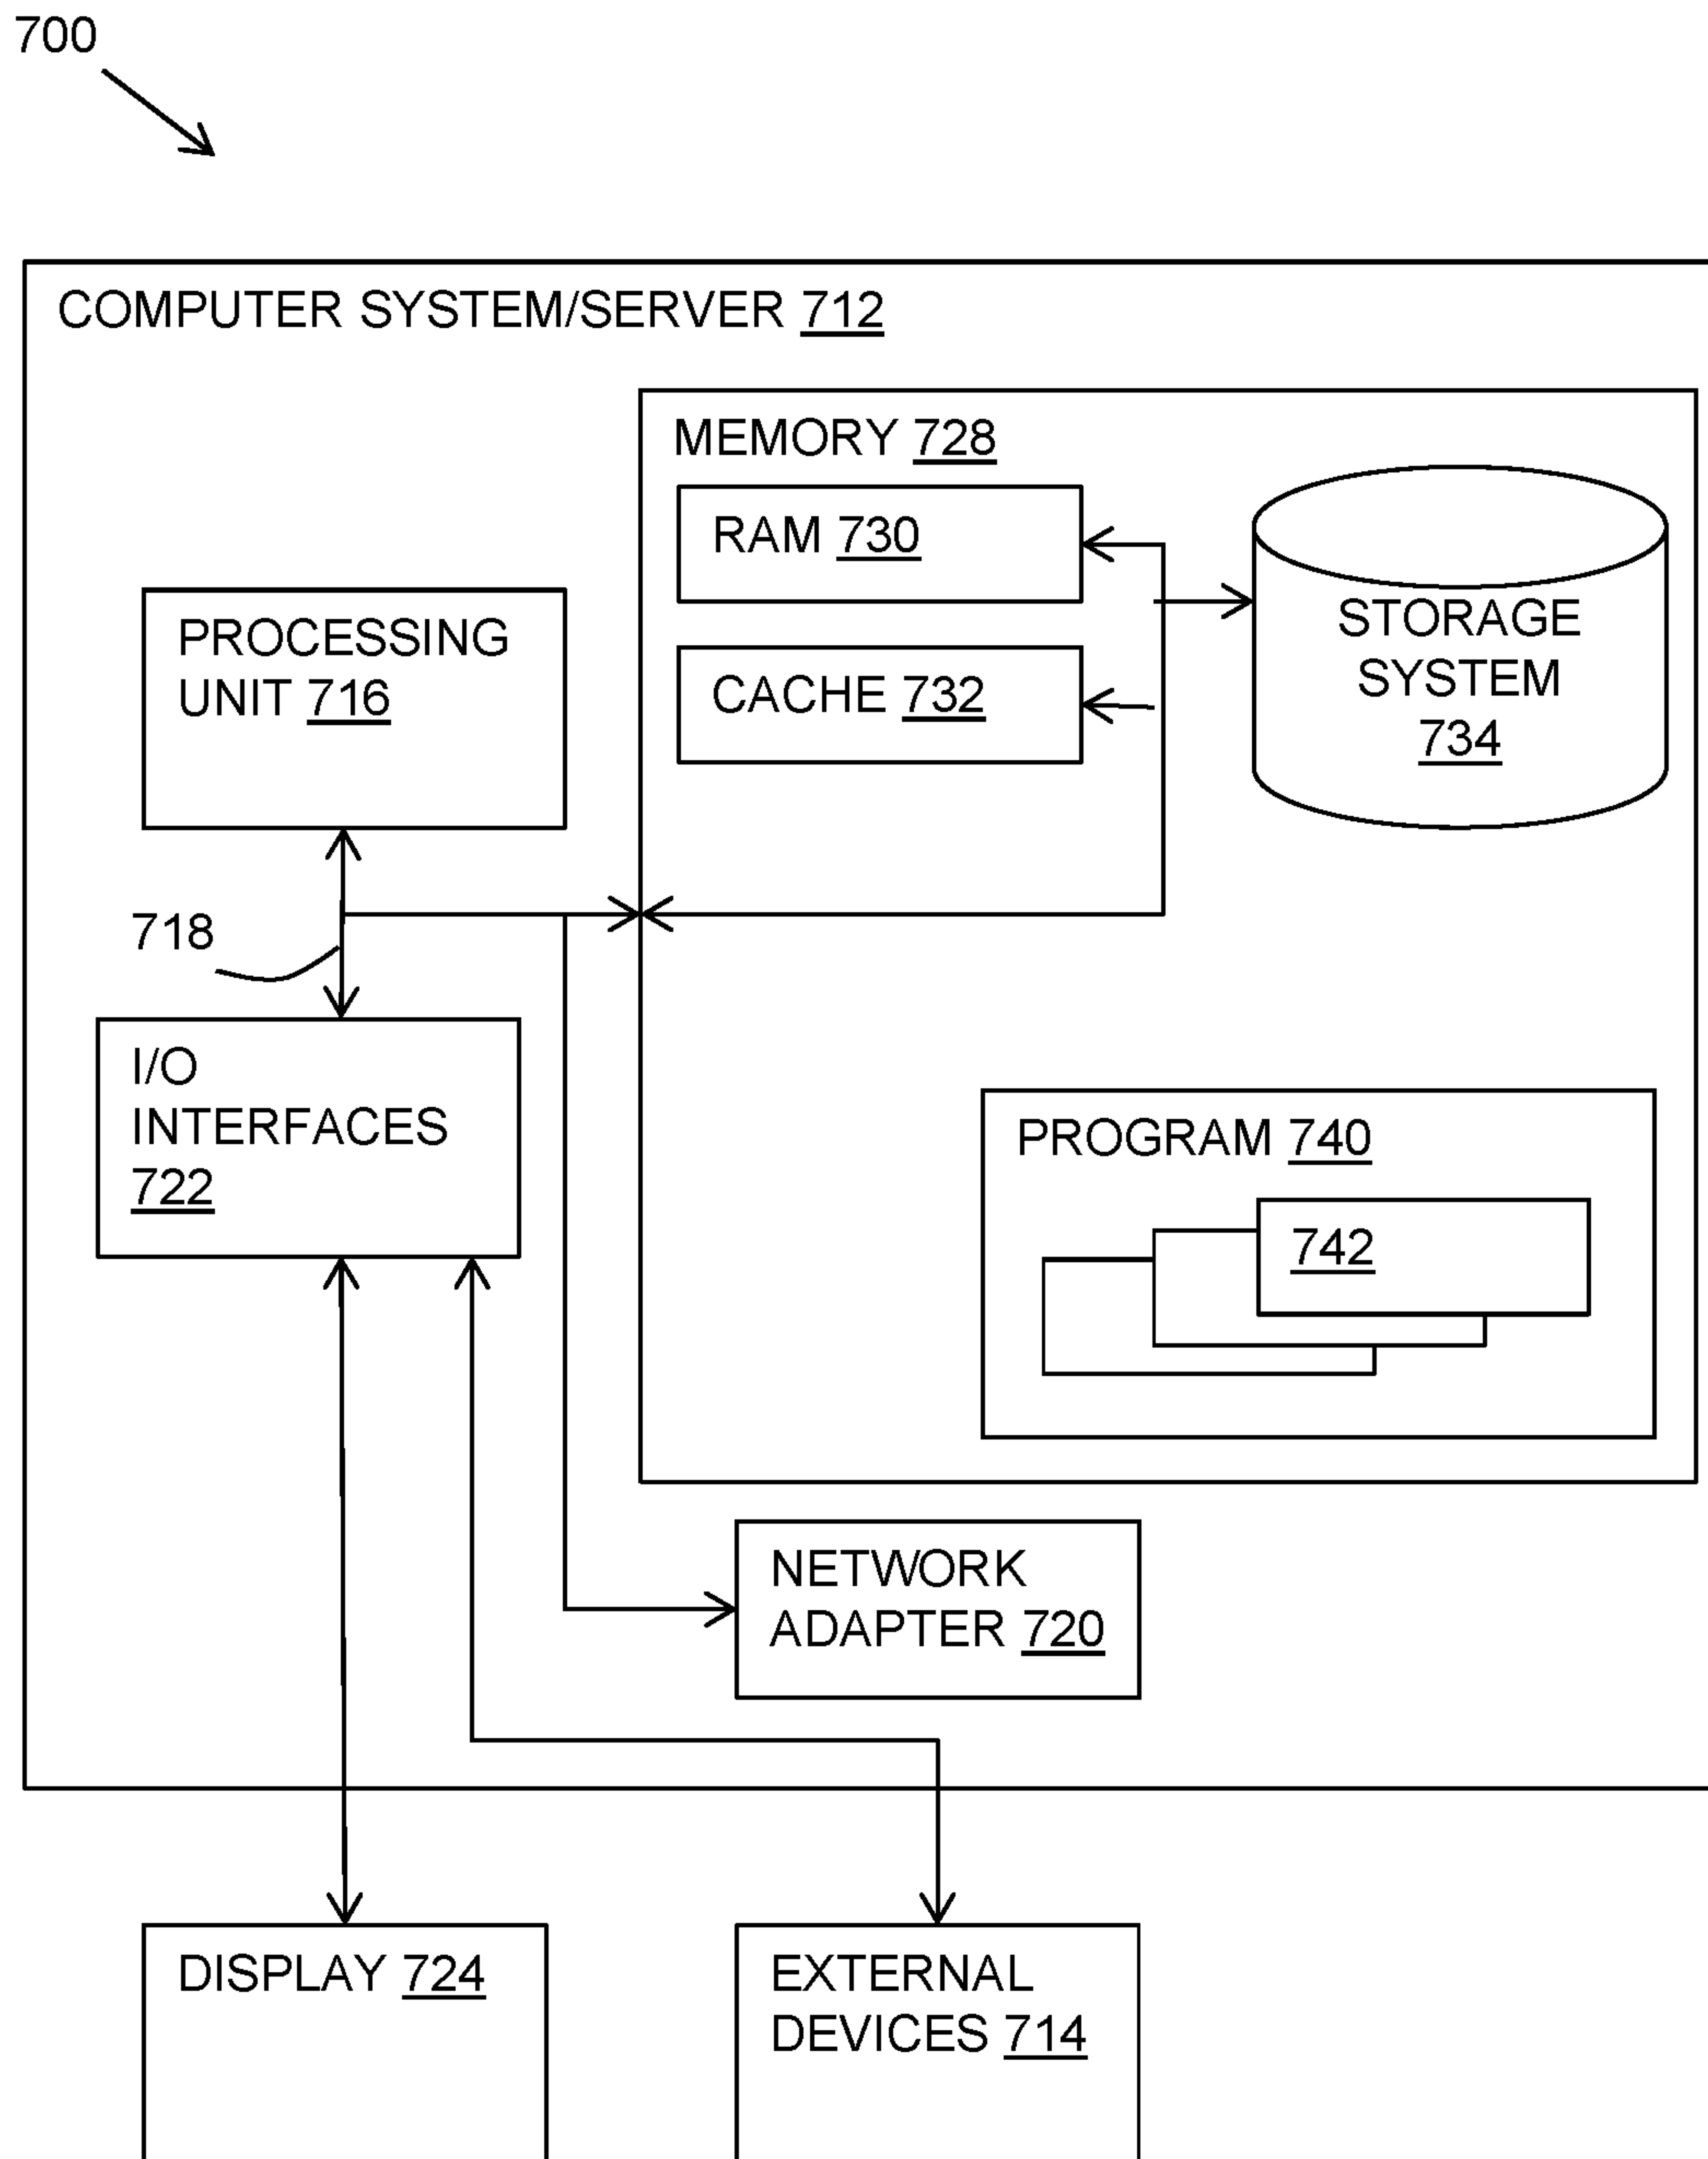 700
COMPUTER SYSTEM/SERVER 712
MEMORY 728
RAM 730
CACHE 732
STORAGE
SYSTEM
734
PROCESSING
UNIT 716
718
I/O
INTERFACES
722
PROGRAM 740
742
NETWORK
ADAPTER 720
DISPLAY 724
EXTERNAL
DEVICES 714